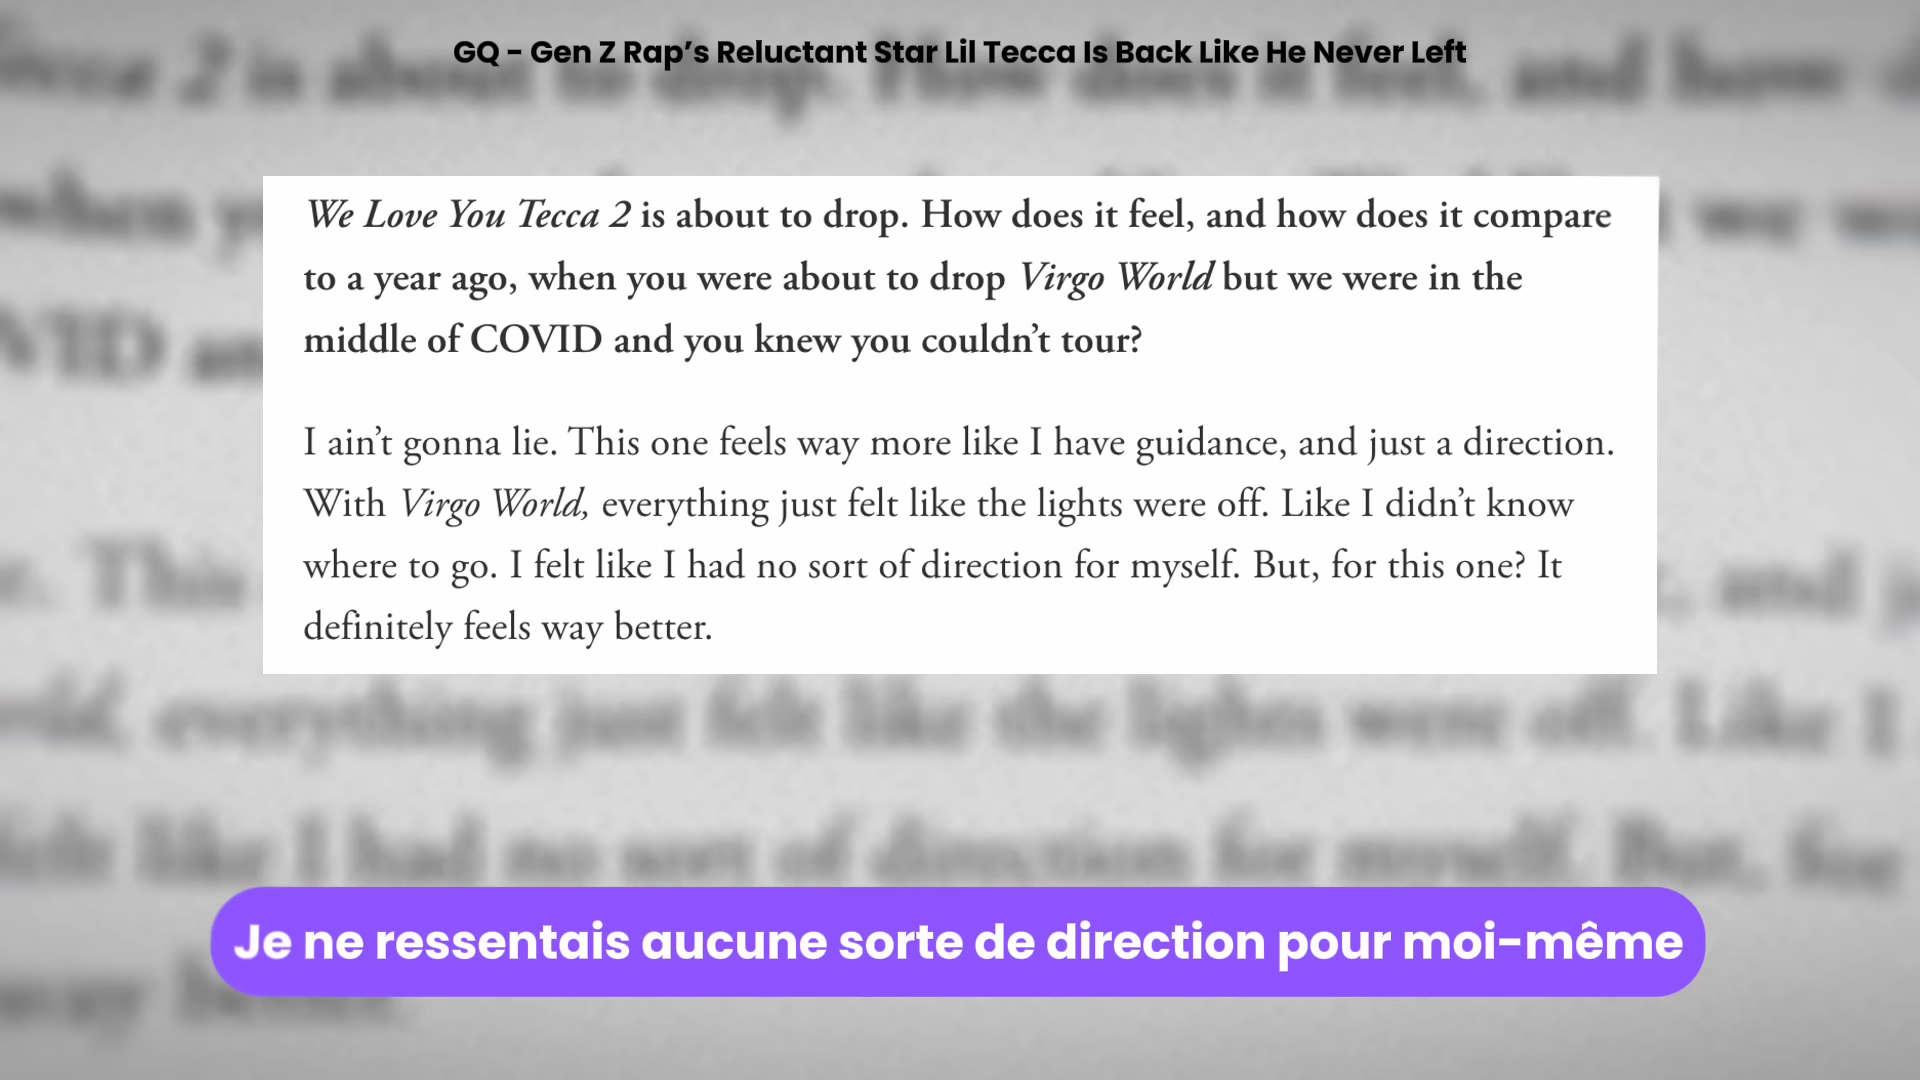 GQ - Gen Z Rap’s Reluctant Star Lil Tecca Is Back Like He Never Left
We Love You Tecca 2 is about to drop. How does it feel, and how does it compare
to a year ago, when you were about to drop Virgo World but we were in the
middle of COVID and you knew you couldn’t tour?
I ain’t gonna lie. This one feels way more like I have guidance, and just a direction.
With Virgo World, everything just felt like the lights were off. Like I didn’t know
where to go. I felt like I had no sort of direction for myself. But, for this one? It
definitely feels way better.
Je ne ressentais aucune sorte de direction pour moi-même